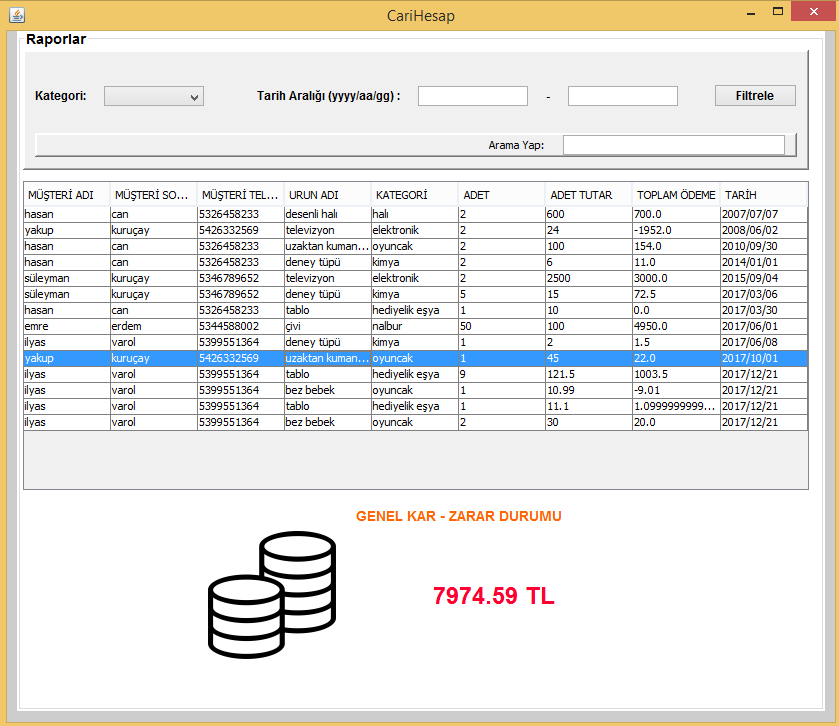 CariHesap
Raporlar
Kategori: Tarih Aralığı (yyyy/aa/gg) : - Filtrele
Arama Yap:
MÜŞTERİ ADI MÜŞTERİ SO... MÜŞTERİ TEL... URUN ADI KATEGORİ ADET ADET TUTAR TOPLAM ÖDEME TARİH
hasan can 5326458233 desenli halı halı 2 600 700.0 2007/07/07
yakup kuruçay 5426332569 televizyon elektronik 2 24 -1952.0 2008/06/02
hasan can 5326458233 uzaktan kuman... oyuncak 2 100 154.0 2010/09/30
hasan can 5326458233 deney tüpü kimya 2 6 11.0 2014/01/01
süleyman kuruçay 5346789652 televizyon elektronik 2 2500 3000.0 2015/09/04
süleyman kuruçay 5346789652 deney tüpü kimya 5 15 72.5 2017/03/06
hasan can 5326458233 tablo hediyelik eşya 1 10 0.0 2017/03/30
emre erdem 5344588002 çivi nalbur 50 100 4950.0 2017/06/01
ilyas varol 5399551364 deney tüpü kimya 1 2 1.5 2017/06/08
yakup kuruçay 5426332569 uzaktan kuman... oyuncak 1 45 22.0 2017/10/01
ilyas varol 5399551364 tablo hediyelik eşya 9 121.5 1003.5 2017/12/21
ilyas varol 5399551364 bez bebek oyuncak 1 10.99 -9.01 2017/12/21
ilyas varol 5399551364 tablo hediyelik eşya 1 11.1 1.0999999999... 2017/12/21
ilyas varol 5399551364 bez bebek oyuncak 2 30 20.0 2017/12/21
GENEL KAR - ZARAR DURUMU
7974.59 TL